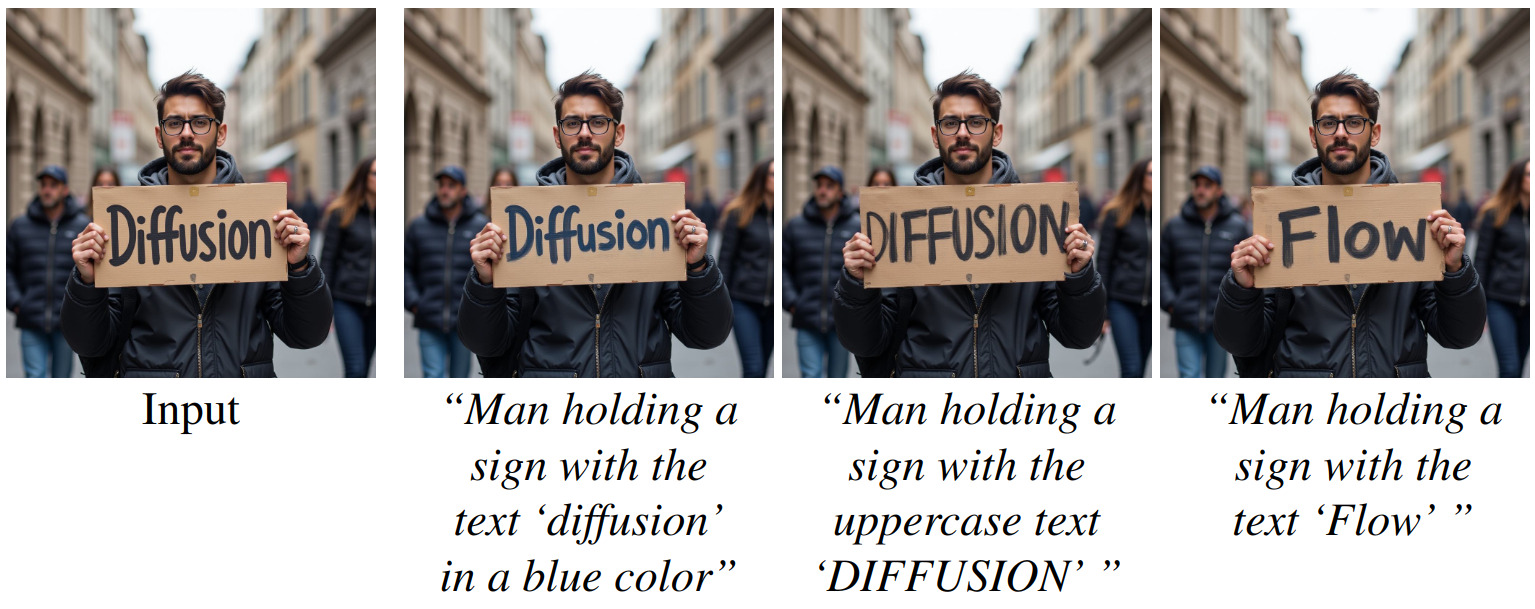 Diffusion
Diffusion
DIFFUSION
Flow
Input
“Man holding a
sign with the
text ‘diffusion’
in a blue color”
“Man holding a
sign with the
uppercase text
‘DIFFUSION’ ”
“Man holding a
sign with the
text ‘Flow’ ”